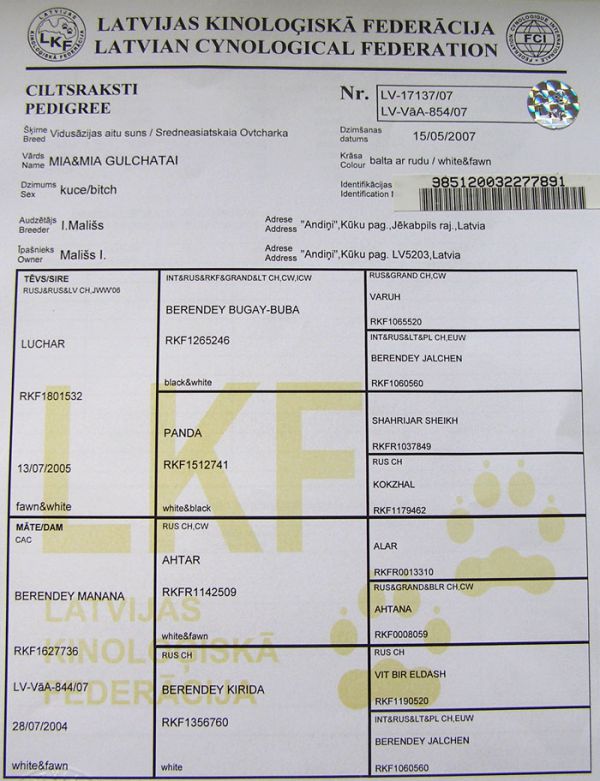 LATVIJAS KINOLOĢISKĀ FEDERĀCIJA
LATVIAN CYNOLOGICAL FEDERATION
LKF
FCI
CILTSRAKSTI
PEDIGREE
Nr. LV-17137/07
LV-VāA-854/07
Šķirne
Breed Vidusāzijas aitu suns / Sredneasiatskaia Ovtcharka
Dzimšanas
datums 15/05/2007
Vārds
Name MIA&MIA GULCHATAI
Krāsa
Colour balta ar rudu / white&fawn
Dzimums
Sex kuce/bitch
Identifikācijas
Identification 985120032277891
Audzētājs
Breeder I.Mališs
Adrese
Address "Andiņi",Kūku pag.,Jēkabpils raj.,Latvia
Īpašnieks
Owner Mališs I.
Adrese
Address "Andiņi",Kūku pag. LV5203,Latvia
TĒVS/SIRE
RUSJ&RUS&LV CH,JWW'06
LUCHAR
RKF1801532
13/07/2005
fawn&white
INT&RUS&RKF&GRAND&LT CH,CW,ICW
BERENDEY BUGAY-BUBA
RKF1265246
black&white
RUS&GRAND CH,CW
VARUH
RKF1065520
INT&RUS&LT&PL CH,EUW
BERENDEY JALCHEN
RKF1060560
PANDA
RKF1512741
white&black
SHAHRIJAR SHEIKH
RKFR1037849
RUS CH
KOKZHAL
RKF1179462
MĀTE/DAM
CAC
BERENDEY MANANA
RKF1627736
LV-VāA-844/07
28/07/2004
white&fawn
RUS CH,CW
AHTAR
RKFR1142509
white&fawn
ALAR
RKFR0013310
RUS&GRAND&BLR CH,CW
AHTANA
RKF0008059
RUS CH
BERENDEY KIRIDA
RKF1356760
white
RUS CH
VIT BIR ELDASH
RKF1190520
INT&RUS&LT&PL CH,EUW
BERENDEY JALCHEN
RKF1060560
LKF
LATVIJAS
KINOLOĢISKĀ
FEDERĀCIJA